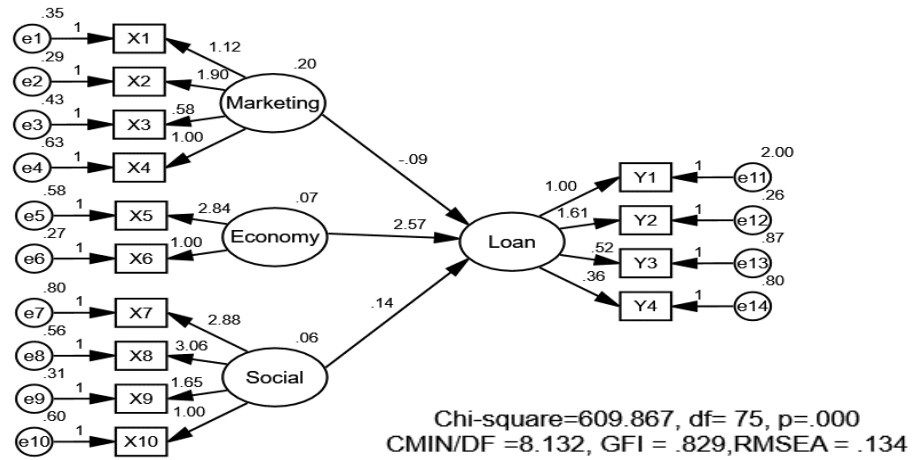 .35
e1 1 X1
1.12
.29
e2 1 X2
1.90
.20
Marketing
.43
e3 1 X3
.58
.63
e4 1 X4
1.00
-.09
.58
e5 1 X5
2.84
.07
Economy
2.57
.27
e6 1 X6
1.00
.80
e7 1 X7
2.88
.14
.56
e8 1 X8
3.06
.06
Social
.31
e9 1 X9
1.65
.60
e10 1 X10
1.00
Loan
1.00
Y1 1 e11
2.00
1.61
Y2 1 e12
.26
.52
Y3 1 e13
.87
.36
Y4 1 e14
.80
Chi-square=609.867, df= 75, p=.000
CMIN/DF =8.132, GFI = .829,RMSEA = .134